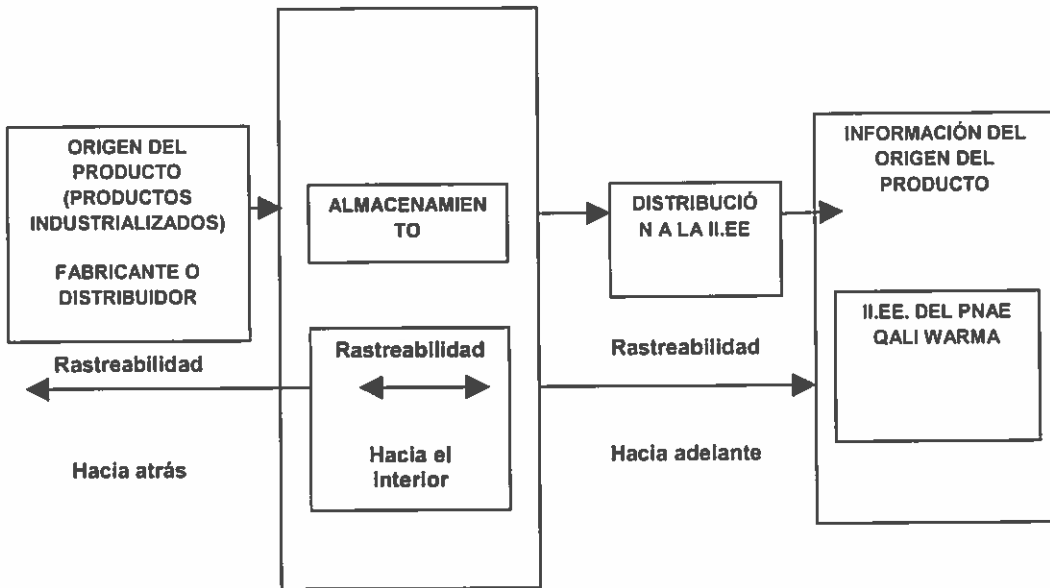 ORIGEN DEL
PRODUCTO
(PRODUCTOS
INDUSTRIALIZADOS)
FABRICANTE O
DISTRIBUIDOR
ALMACENAMIEN
TO
DISTRIBUCIÓ
N A LA II.EE
INFORMACIÓN DEL
ORIGEN DEL
PRODUCTO
II.EE. DEL PNAE
QALI WARMA
Rastreabilidad
Hacia atrás
Rastreabilidad
Hacia el
Interior
Rastreabilidad
Hacia adelante